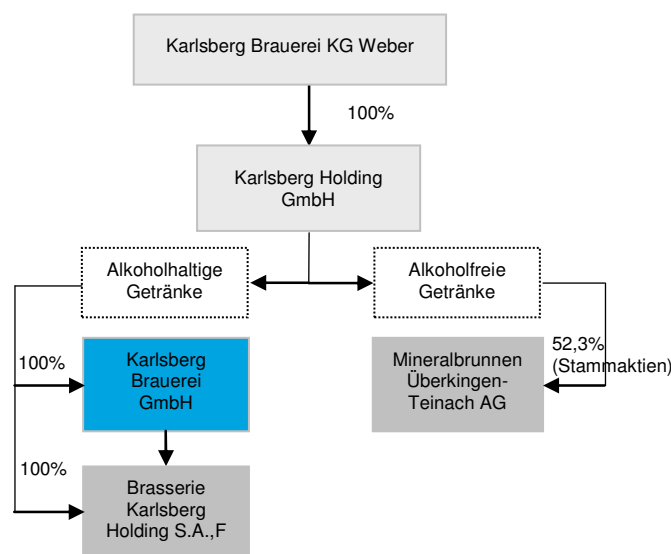 Karlsberg Brauerei KG Weber
100%
Karlsberg Holding
GmbH
Alkoholhaltige
Getränke
Alkoholfreie
Getränke
100%
Karlsberg
Brauerei
GmbH
52,3%
(Stammaktien)
Mineralbrunnen
Überkingen-
Teinach AG
100%
Brasserie
Karlsberg
Holding S.A.,F